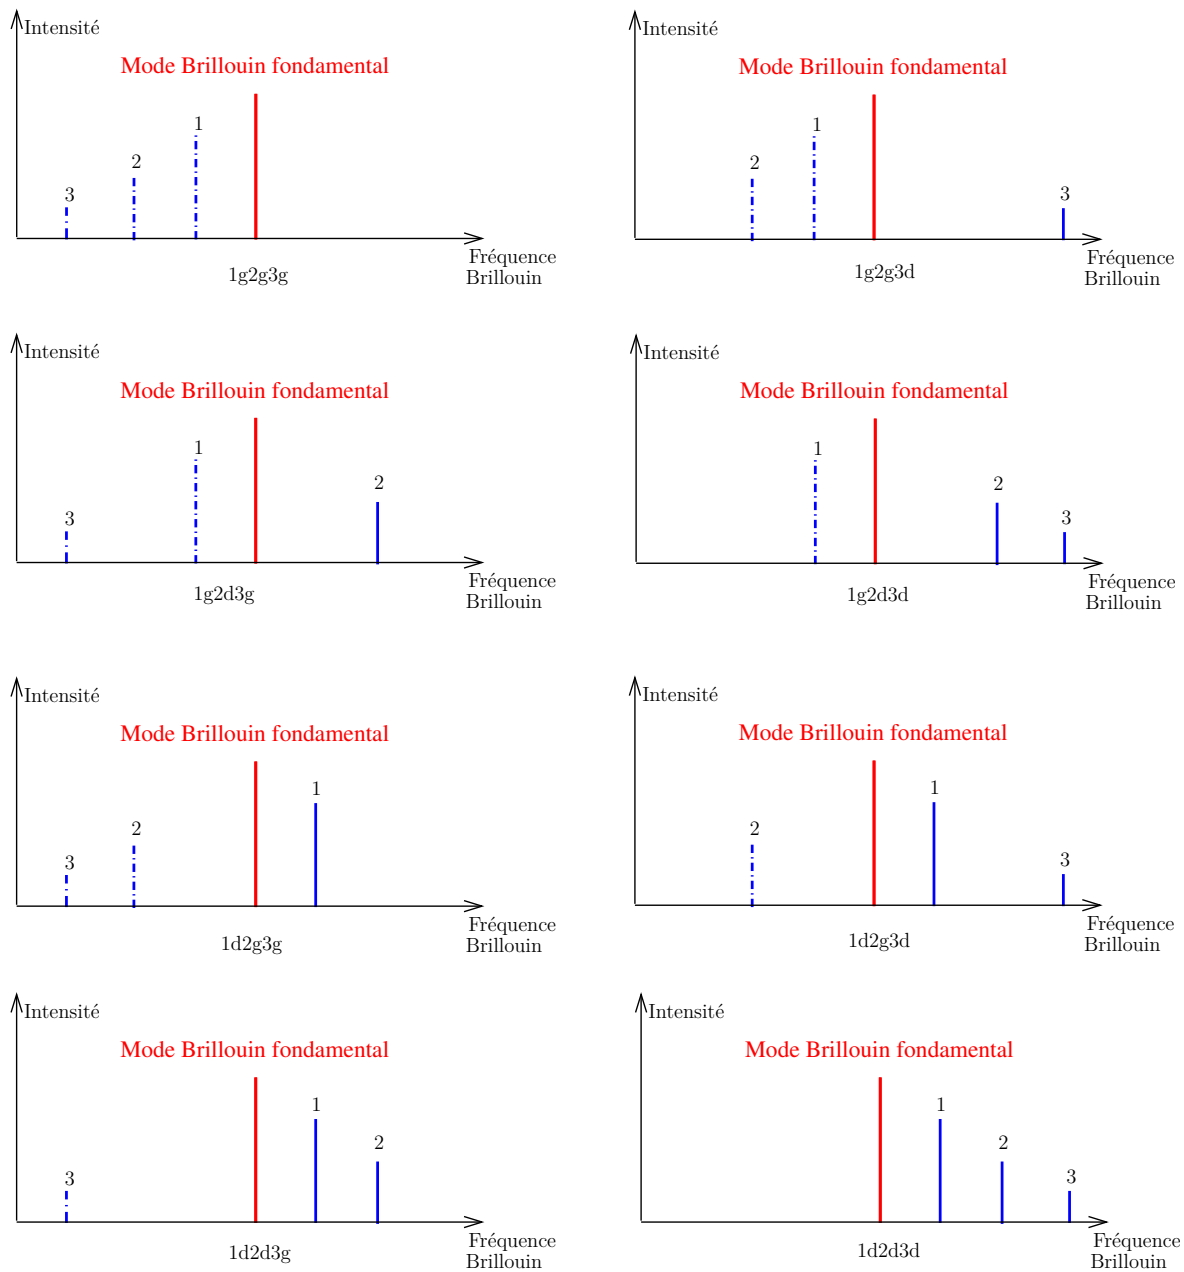 Intensité
Mode Brillouin fondamental
1
2
3
Fréquence
Brillouin
1g2g3g
Intensité
Mode Brillouin fondamental
1
2
3
Fréquence
Brillouin
1g2g3d
Intensité
Mode Brillouin fondamental
1
2
3
Fréquence
Brillouin
1g2d3g
Intensité
Mode Brillouin fondamental
1
2
3
Fréquence
Brillouin
1g2d3d
Intensité
Mode Brillouin fondamental
1
2
3
Fréquence
Brillouin
1d2g3g
Intensité
Mode Brillouin fondamental
1
2
3
Fréquence
Brillouin
1d2g3d
Intensité
Mode Brillouin fondamental
1
2
3
Fréquence
Brillouin
1d2d3g
Intensité
Mode Brillouin fondamental
1
2
3
Fréquence
Brillouin
1d2d3d